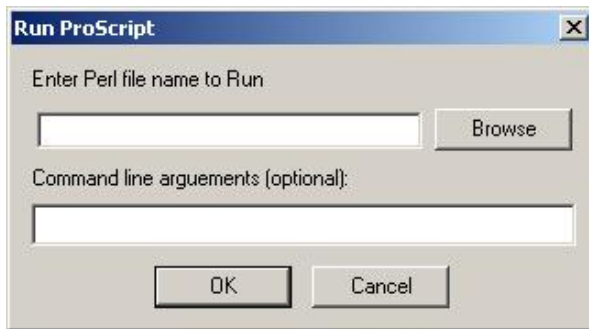 Run ProScript
Enter Perl file name to Run
Browse
Command line arguements (optional):
OK Cancel